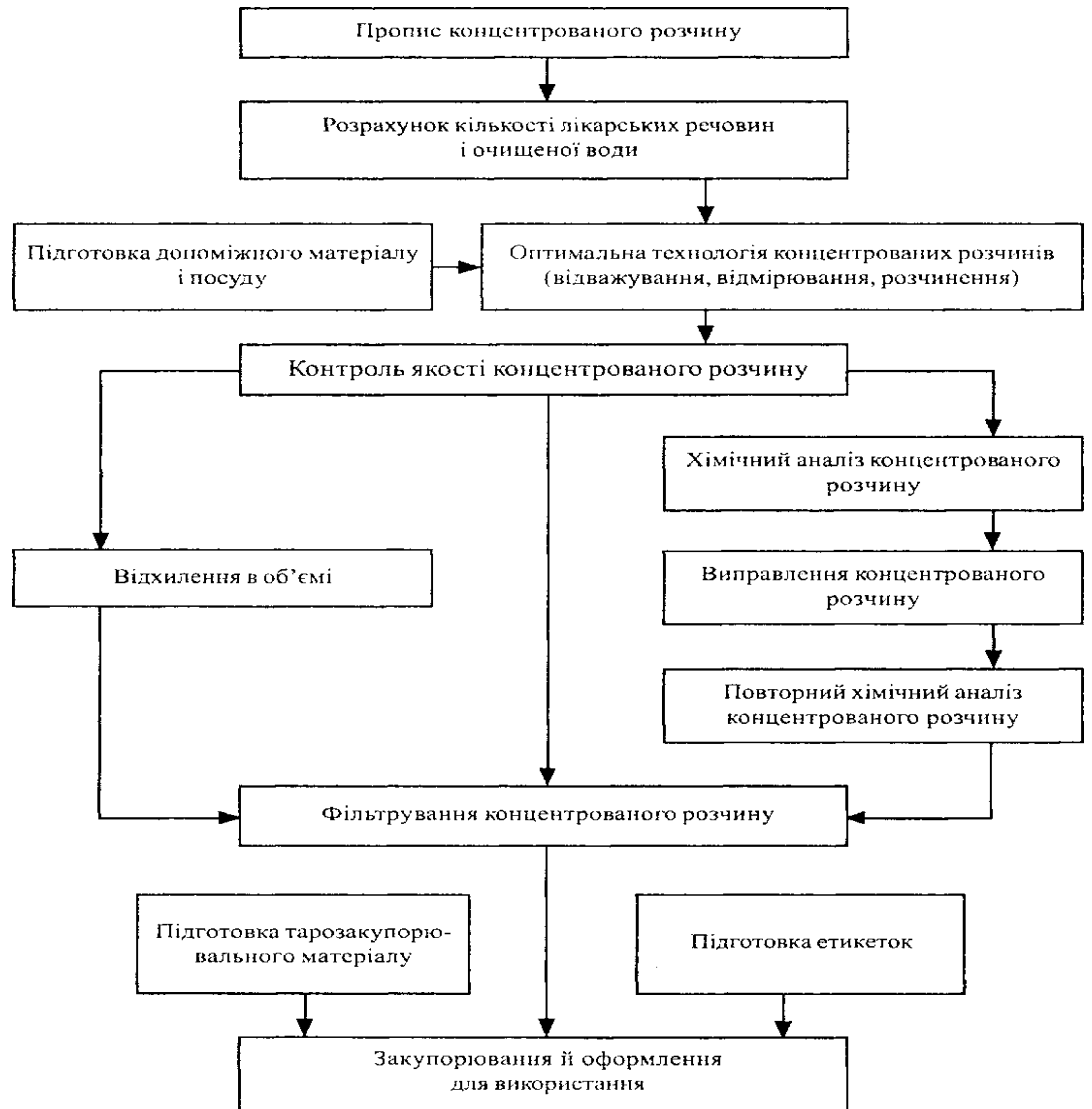 Пропис концентрованого розчину
Розрахунок кількості лікарських речовин
і очищеної води
Підготовка допоміжного матеріалу
і посуду
Оптимальна технологія концентрованих розчинів
(відважування, відмірювання, розчинення)
Контроль якості концентрованого розчину
Хімічний аналіз концентрованого
розчину
Відхилення в об’ємі
Виправлення концентрованого
розчину
Повторний хімічний аналіз
концентрованого розчину
Фільтрування концентрованого розчину
Підготовка тарозакупорю-
вального матеріалу
Підготовка етикеток
Закупорювання й оформлення
для використання